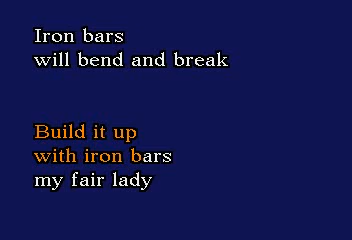 Iron bars
will bend and break
Build it up
with iron bars
my fair lady